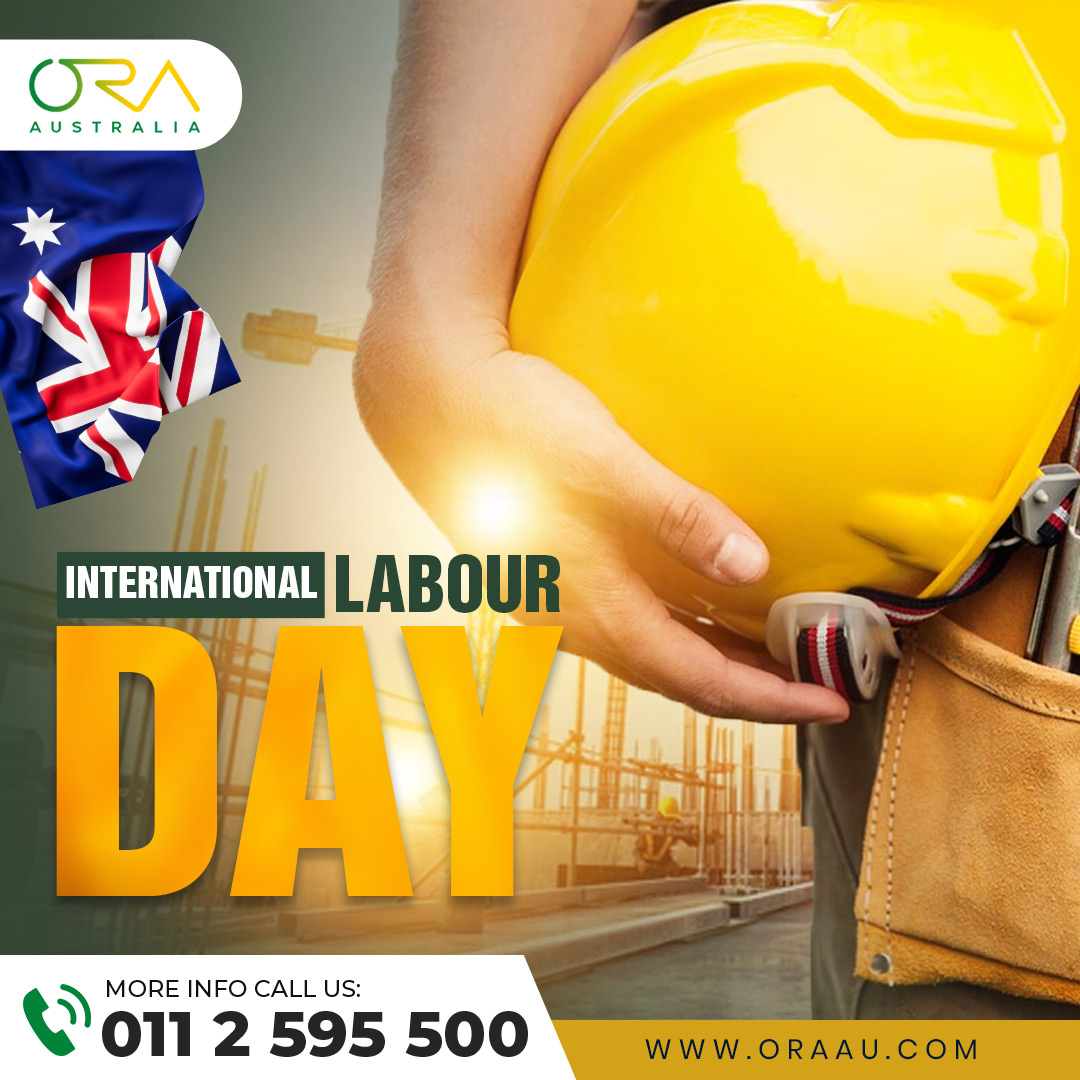 ORA
AUSTRALIA
INTERNATIONAL LABOUR
DAY
MORE INFO CALL US:
011 2 595 500
WWW.ORAAU.COM